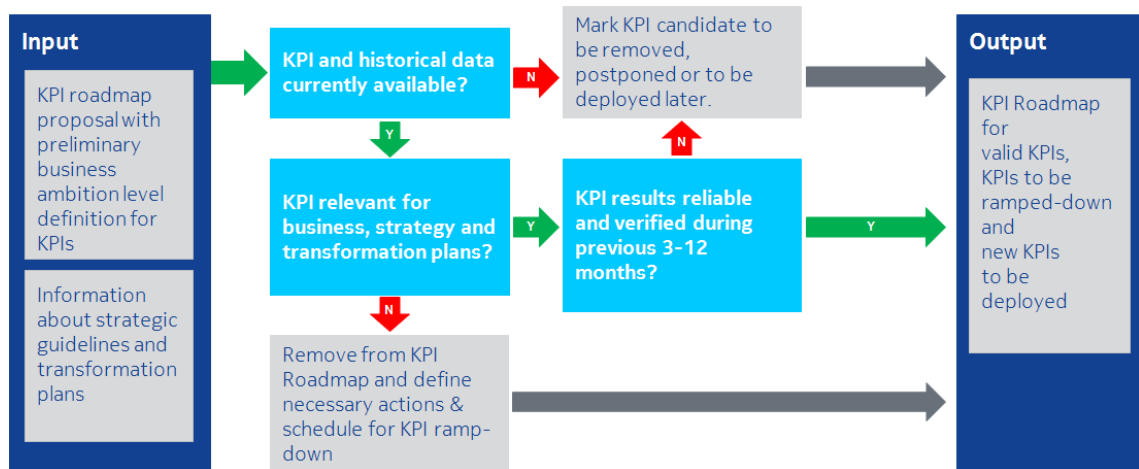 Input
KPI roadmap
proposal with
preliminary
business
ambition level
definition for
KPIs
Information
about strategic
guidelines and
transformation
plans
KPI and historical data
currently available?
N
Mark KPI candidate to
be removed,
postponed or to be
deployed later.
Y
N
KPI relevant for
business, strategy and
transformation plans?
Y
KPI results reliable
and verified during
previous 3-12
months?
Y
N
Remove from KPI
Roadmap and define
necessary actions &
schedule for KPI ramp-
down
Output
KPI Roadmap
for
valid KPIs,
KPIs to be
ramped-down
and
new KPIs
to be
deployed